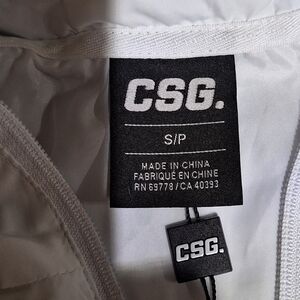 CSG.
S/P
MADE IN CHINA
FABRIQUÉ EN CHINE
RN 69778 / CA 40393
CSG.